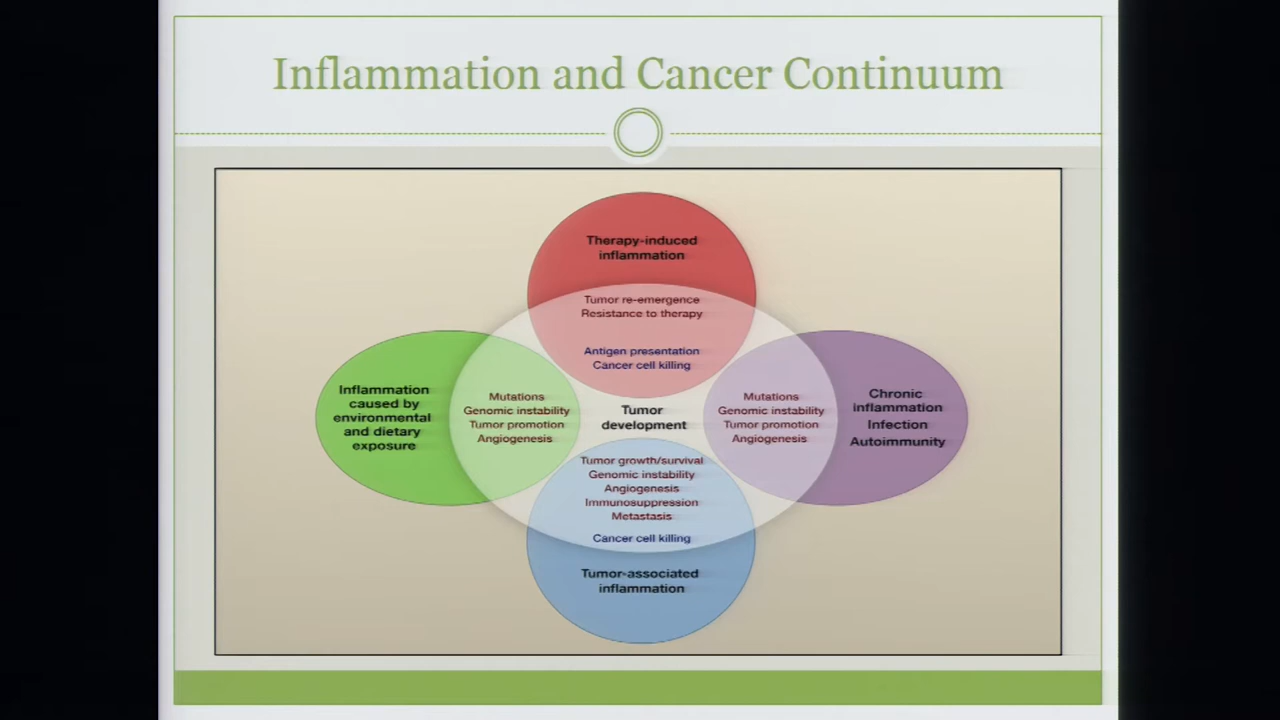 Inflammation and Cancer Continuum
Therapy-induced
inflammation
Tumor re-emergence
Resistance to therapy
Antigen presentation
Cancer cell killing
Inflammation
caused by
environmental
and dietary
exposure
Mutations
Genomic instability
Tumor promotion
Angiogenesis
Tumor
development
Mutations
Genomic instability
Tumor promotion
Angiogenesis
Chronic
inflammation
Infection
Autoimmunity
Tumor growth/survival
Genomic instability
Angiogenesis
Immunosuppression
Metastasis
Cancer cell killing
Tumor-associated
inflammation